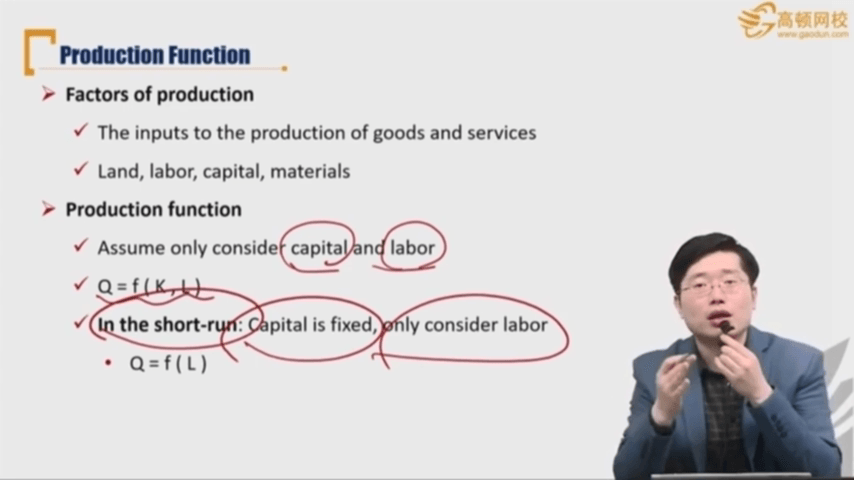 高顿网校
www.gaodun.com
Production Function
Factors of production
The inputs to the production of goods and services
Land, labor, capital, materials
Production function
Assume only consider capital and labor
Q = f ( K , L )
In the short-run: Capital is fixed, only consider labor
Q = f ( L )